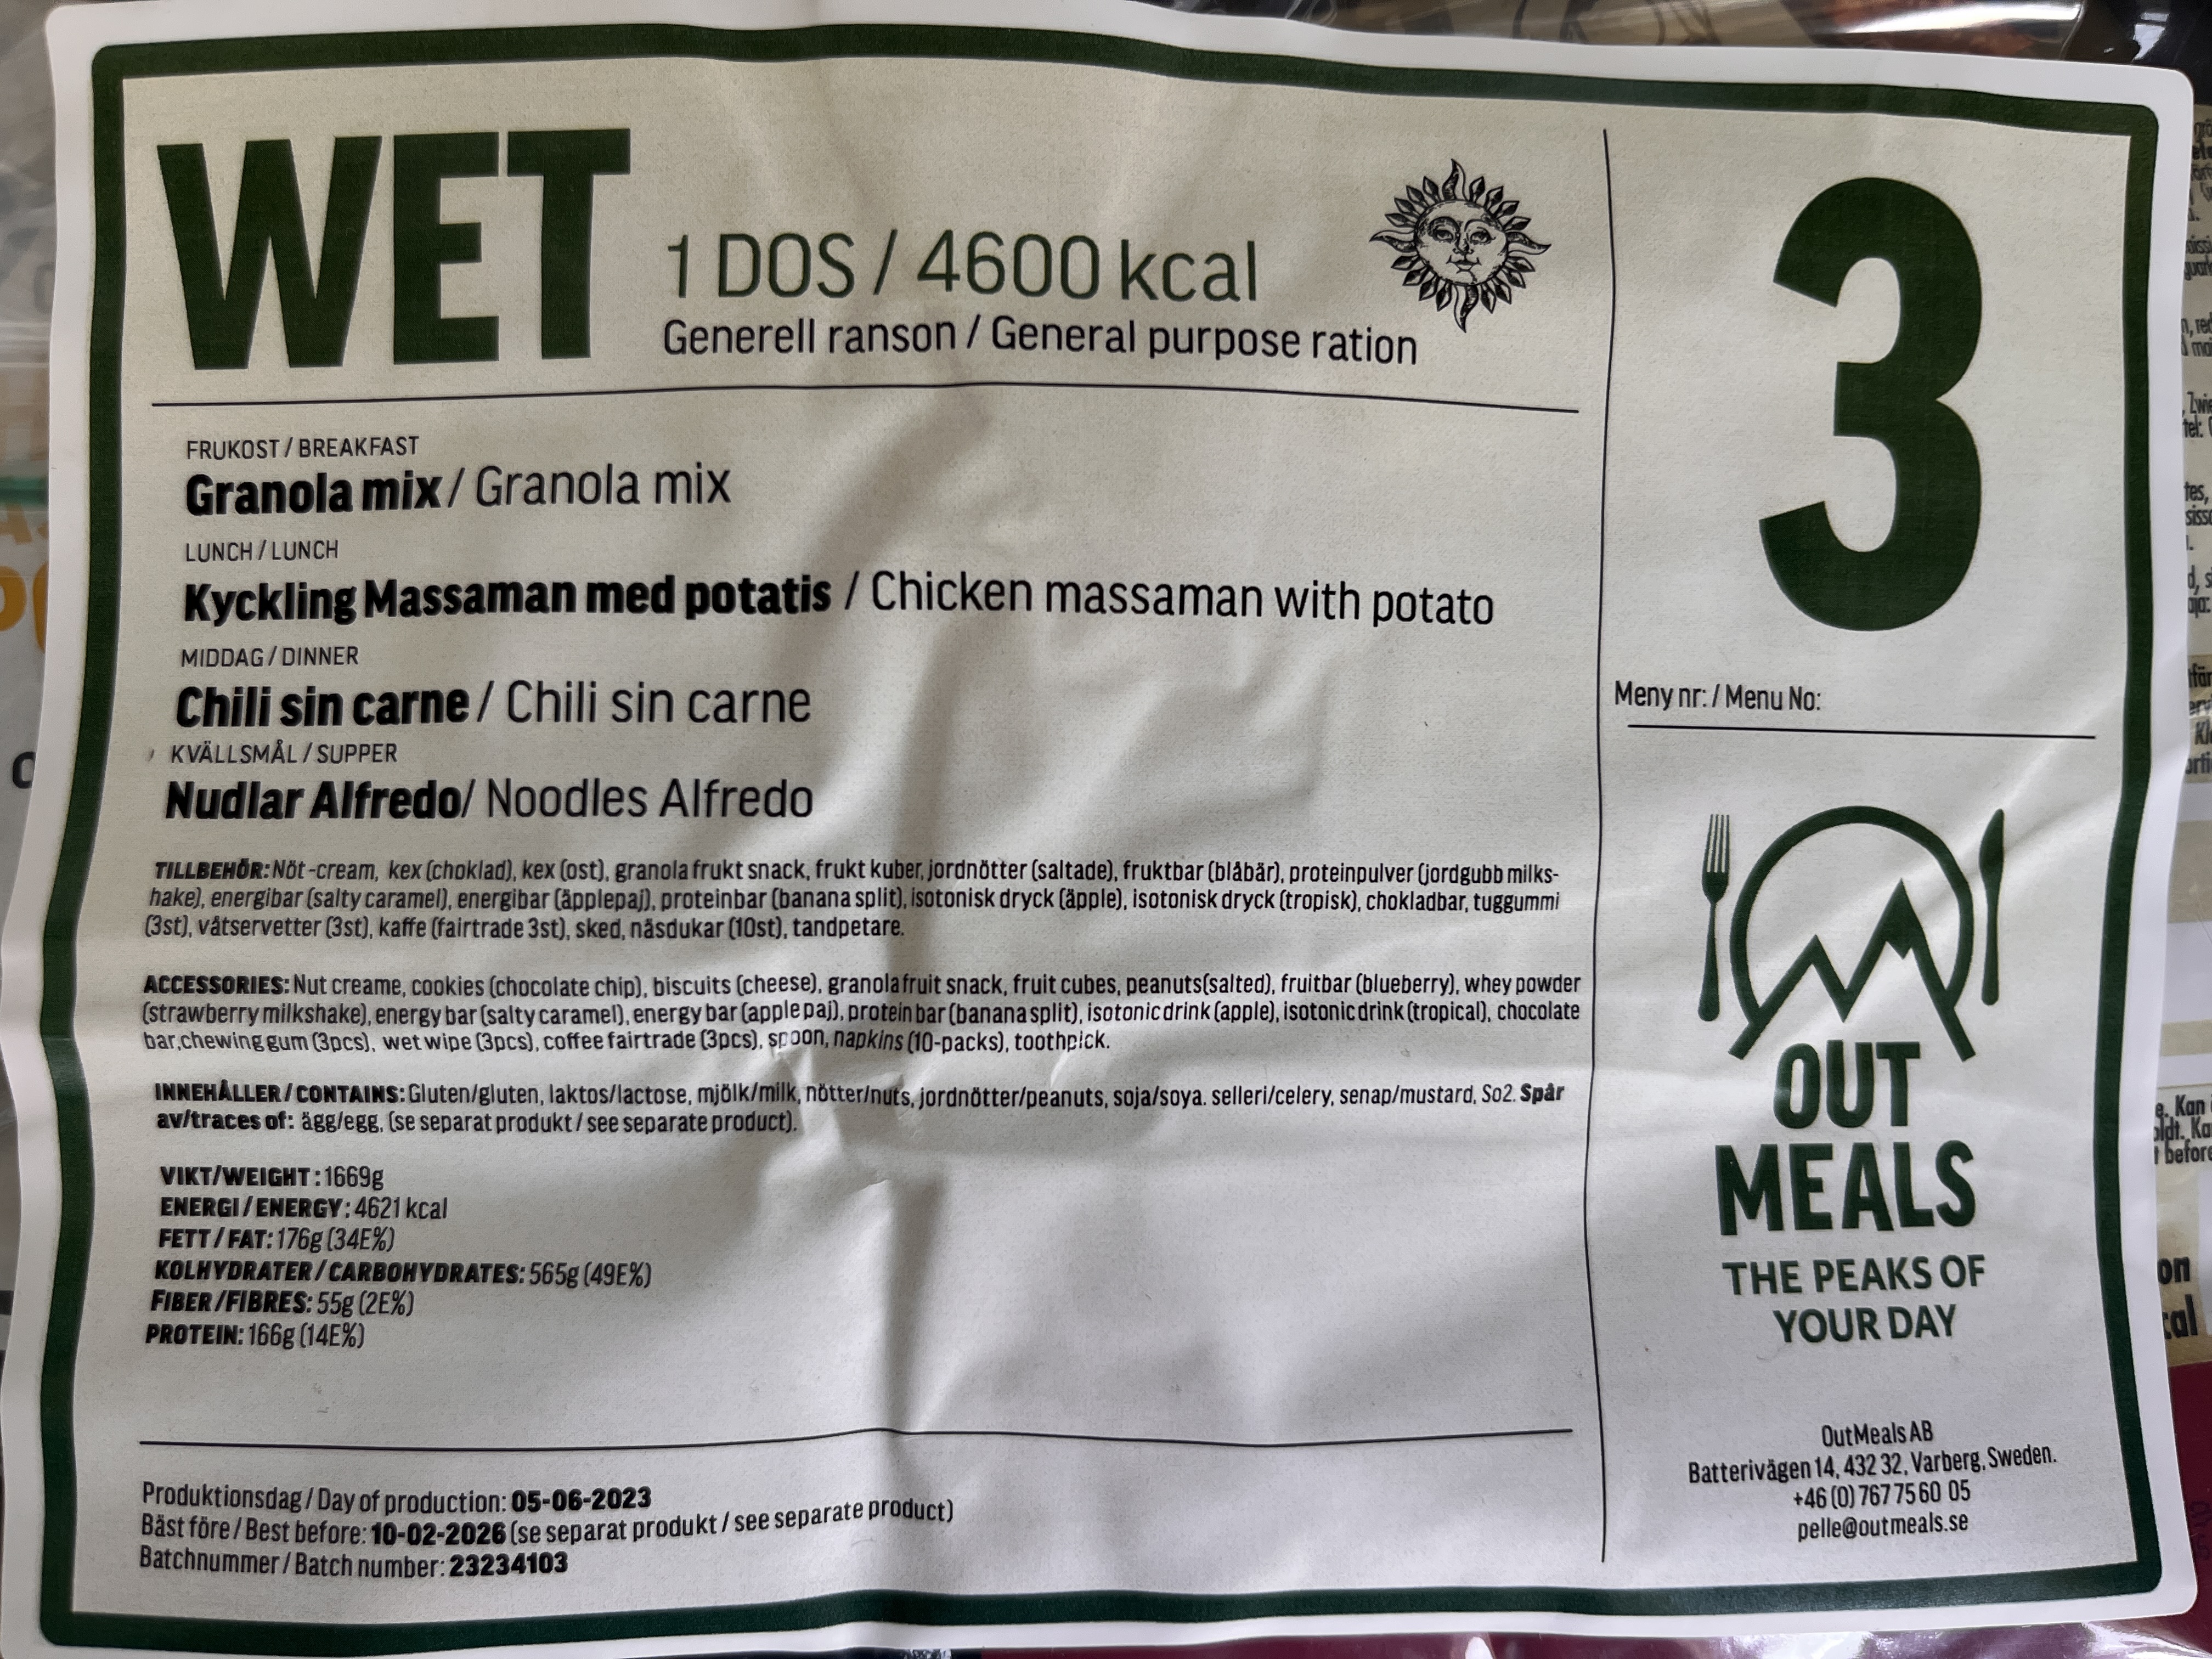 WET
1 DOS / 4600 kcal
Generell ranson / General purpose ration
FRUKOST / BREAKFAST
Granola mix / Granola mix
LUNCH / LUNCH
Kyckling Massaman med potatis / Chicken massaman with potato
MIDDAG / DINNER
Chili sin carne / Chili sin carne
KVÄLLSMÅL / SUPPER
Nudlar Alfredo/ Noodles Alfredo
TILLBEHÖR: Nöt -cream, kex (choklad), kex (ost), granola frukt snack, frukt kuber, jordnötter (saltade), fruktbar (blåbär), proteinpulver (jordgubb milks-
hake), energibar (salty caramel), energibar (äpplepaj), proteinbar (banana split), isotonisk dryck (äpple), isotonisk dryck (tropisk), chokladbar, tuggummi
(3st), våtservetter (3st), kaffe (fairtrade 3st), sked, näsdukar (10st), tandpetare.
ACCESSORIES: Nut creame, cookies (chocolate chip), biscuits (cheese), granola fruit snack, fruit cubes, peanuts(salted), fruitbar (blueberry), whey powder
(strawberry milkshake), energy bar (salty caramel), energy bar (apple paj), protein bar (banana split), isotonic drink (apple), isotonic drink (tropical), chocolate
bar,chewing gum (3pcs), wet wipe (3pcs), coffee fairtrade (3pcs), spoon, napkins (10-packs), toothpick.
INNEHÅLLER / CONTAINS: Gluten/gluten, laktos/lactose, mjölk/milk, nötter/nuts, jordnötter/peanuts, soja/soya. selleri/celery, senap/mustard, So2. Spår
av/traces of: ägg/egg, (se separat produkt / see separate product).
VIKT/WEIGHT : 1669g
ENERGI / ENERGY : 4621 kcal
FETT / FAT: 176g (34E%)
KOLHYDRATER / CARBOHYDRATES: 565g (49E%)
FIBER /FIBRES: 55g (2E%)
PROTEIN: 166g (14E%)
Produktionsdag / Day of production: 05-06-2023
Bäst före / Best before: 10-02-2026 (se separat produkt / see separate product)
Batchnummer / Batch number: 23234103
3
Meny nr: / Menu No:
OUT
MEALS
THE PEAKS OF
YOUR DAY
OutMeals AB
Batterivägen 14, 432 32, Varberg, Sweden.
+46 (0) 767 75 60 05
pelle@outmeals.se